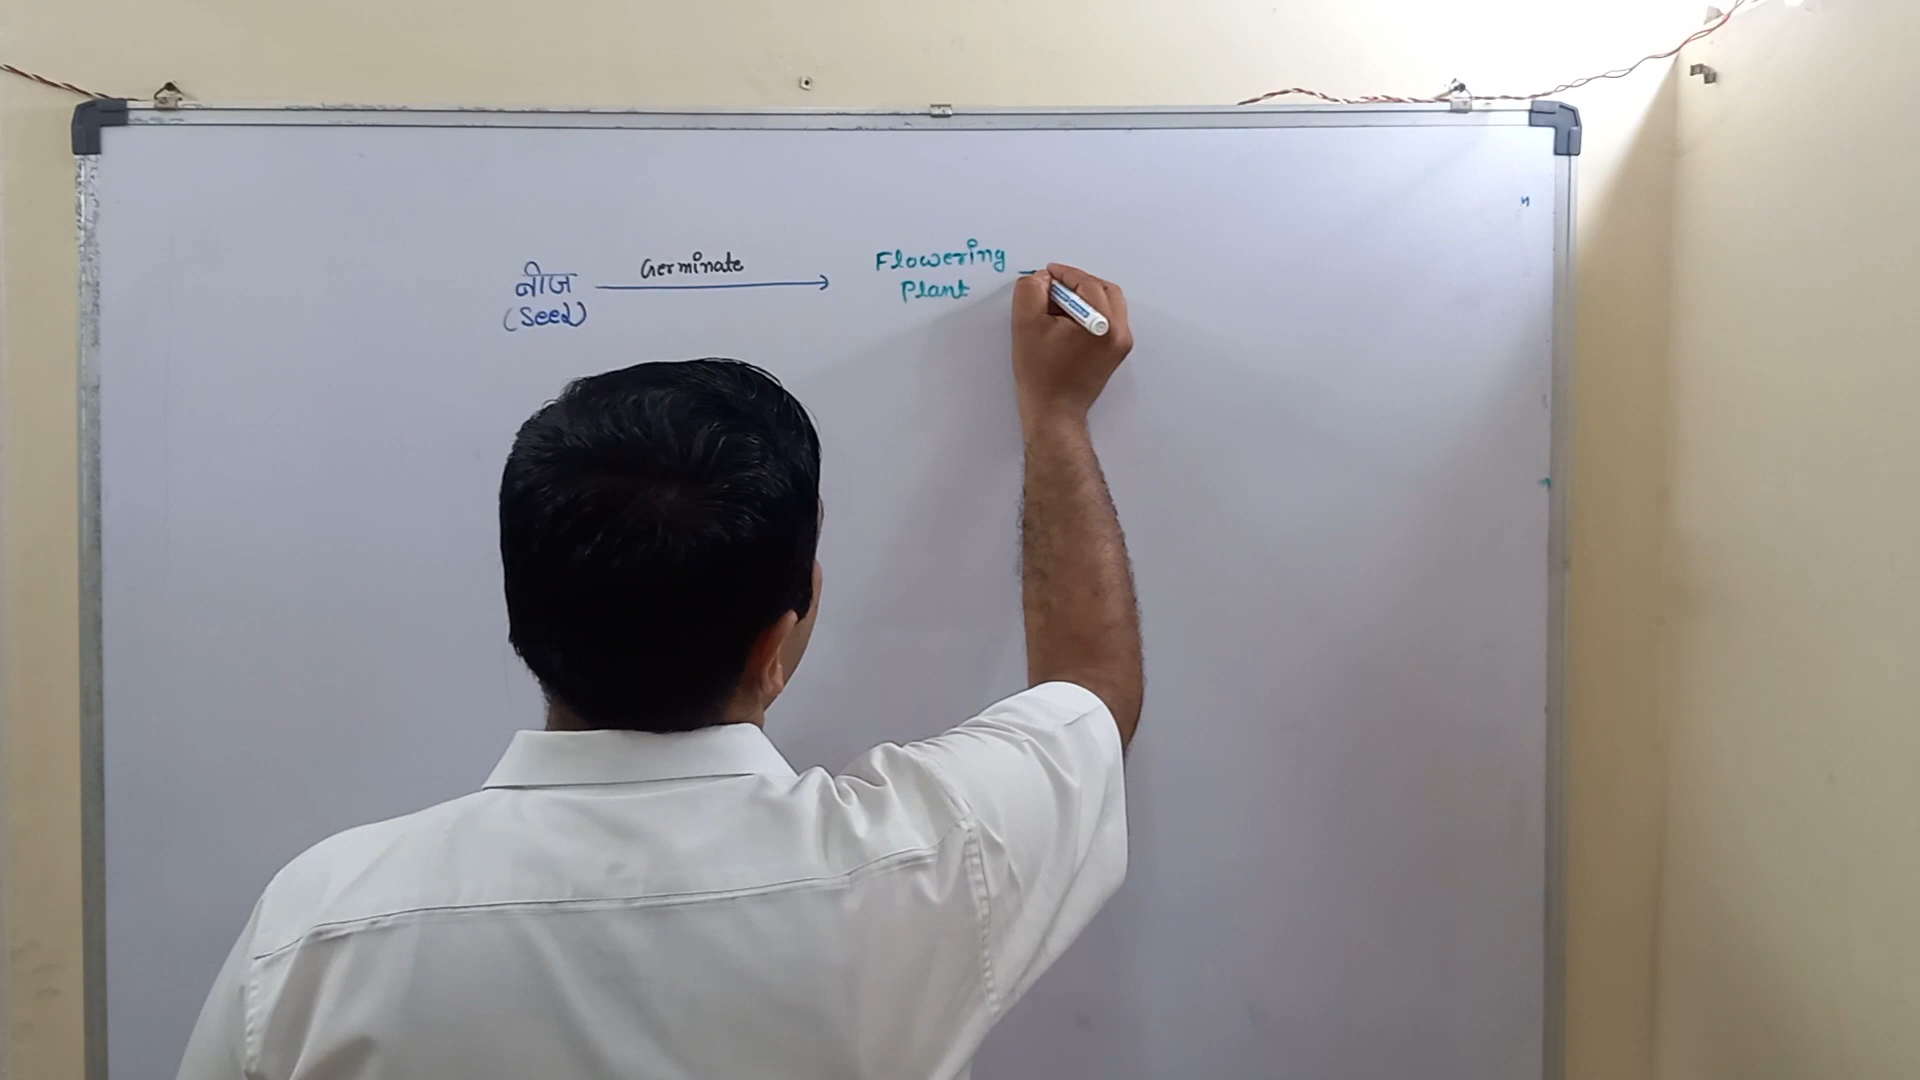 बीज
(Seed)
Germinate
Flowering
Plant